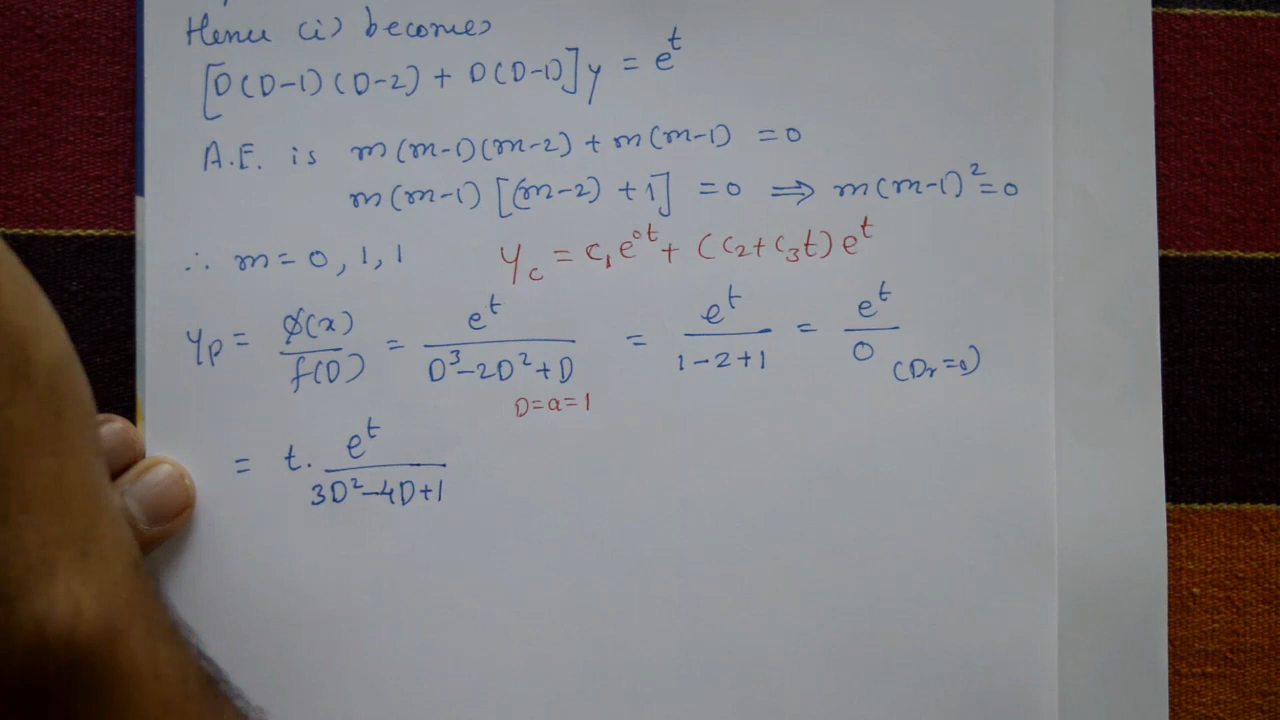 Hence (i) becomes
[D(D-1)(D-2) + D(D-1)]y = e^t
A.E. is m(m-1)(m-2) + m(m-1) = 0
m(m-1) [(m-2) + 1] = 0 ⟹ m(m-1)^2 = 0
∴ m = 0, 1, 1 y_c = c_1 e^{0t} + (c_2 + c_3 t) e^t
y_p = ϕ(x)/f(D) = e^t/(D^3 - 2D^2 + D) = e^t/(1 - 2 + 1) = e^t/0 (Dr = 0)
D = a = 1
= t. e^t/(3D^2 - 4D + 1)